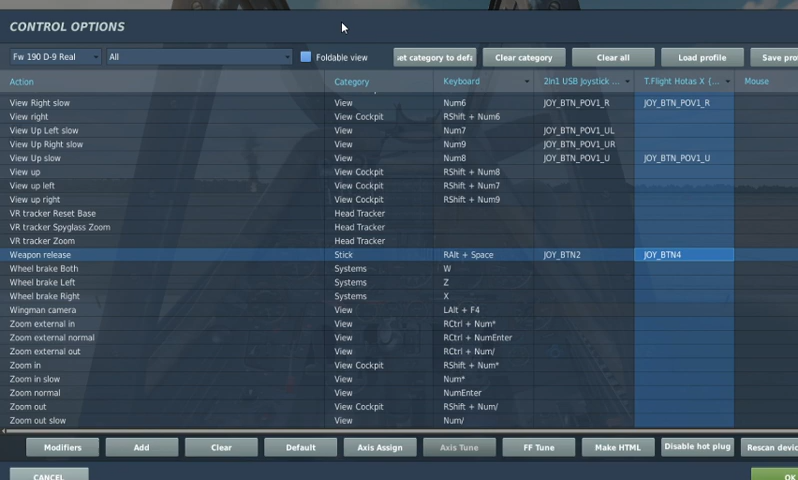 CONTROL OPTIONS
Fw 190 D-9 Real All Foldable view Clear category Clear all Load profile Save
Action Category Keyboard 2In1 USB Joystick ... T.Flight Hotas X {... Mouse
View Right slow View Num6 JOY_BTN_POV1_R JOY_BTN_POV1_R
View right View Cockpit RShift + Num6
View Up Left slow View Num7 JOY_BTN_POV1_UL
View Up Right slow View Num9 JOY_BTN_POV1_UR
View Up slow View Num8 JOY_BTN_POV1_U JOY_BTN_POV1_U
View up View Cockpit RShift + Num8
View up left View Cockpit RShift + Num7
View up right View Cockpit RShift + Num9
VR tracker Reset Base Head Tracker
VR tracker Spyglass Zoom Head Tracker
VR tracker Zoom Head Tracker
Weapon release Stick RAlt + Space JOY_BTN2 JOY_BTN4
Wheel brake Both Systems W
Wheel brake Left Systems Z
Wheel brake Right Systems X
Wingman camera View LAlt + F4
Zoom external in View RCtrl + Num*
Zoom external normal View RCtrl + NumEnter
Zoom external out View RCtrl + Num/
Zoom in View Cockpit RShift + Num*
Zoom in slow View Num*
Zoom normal View NumEnter
Zoom out View Cockpit RShift + Num/
Zoom out slow View Num/
Modifiers Add Clear Default Axis Assign Axis Tune FF Tune Make HTML Disable hot plug Rescan devic
CANCEL OK